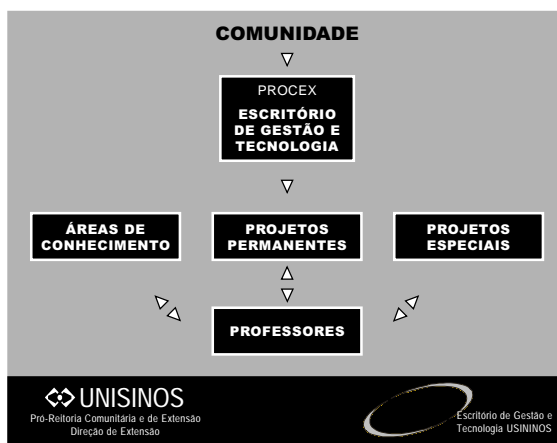 COMUNIDADE
PROCEX
ESCRITÓRIO
DE GESTÃO E
TECNOLOGIA
ÁREAS DE
CONHECIMENTO
PROJETOS
PERMANENTES
PROJETOS
ESPECIAIS
PROFESSORES
UNISINOS
Pró-Reitoria Comunitária e de Extensão
Direção de Extensão
Escritório de Gestão e
Tecnologia USININOS